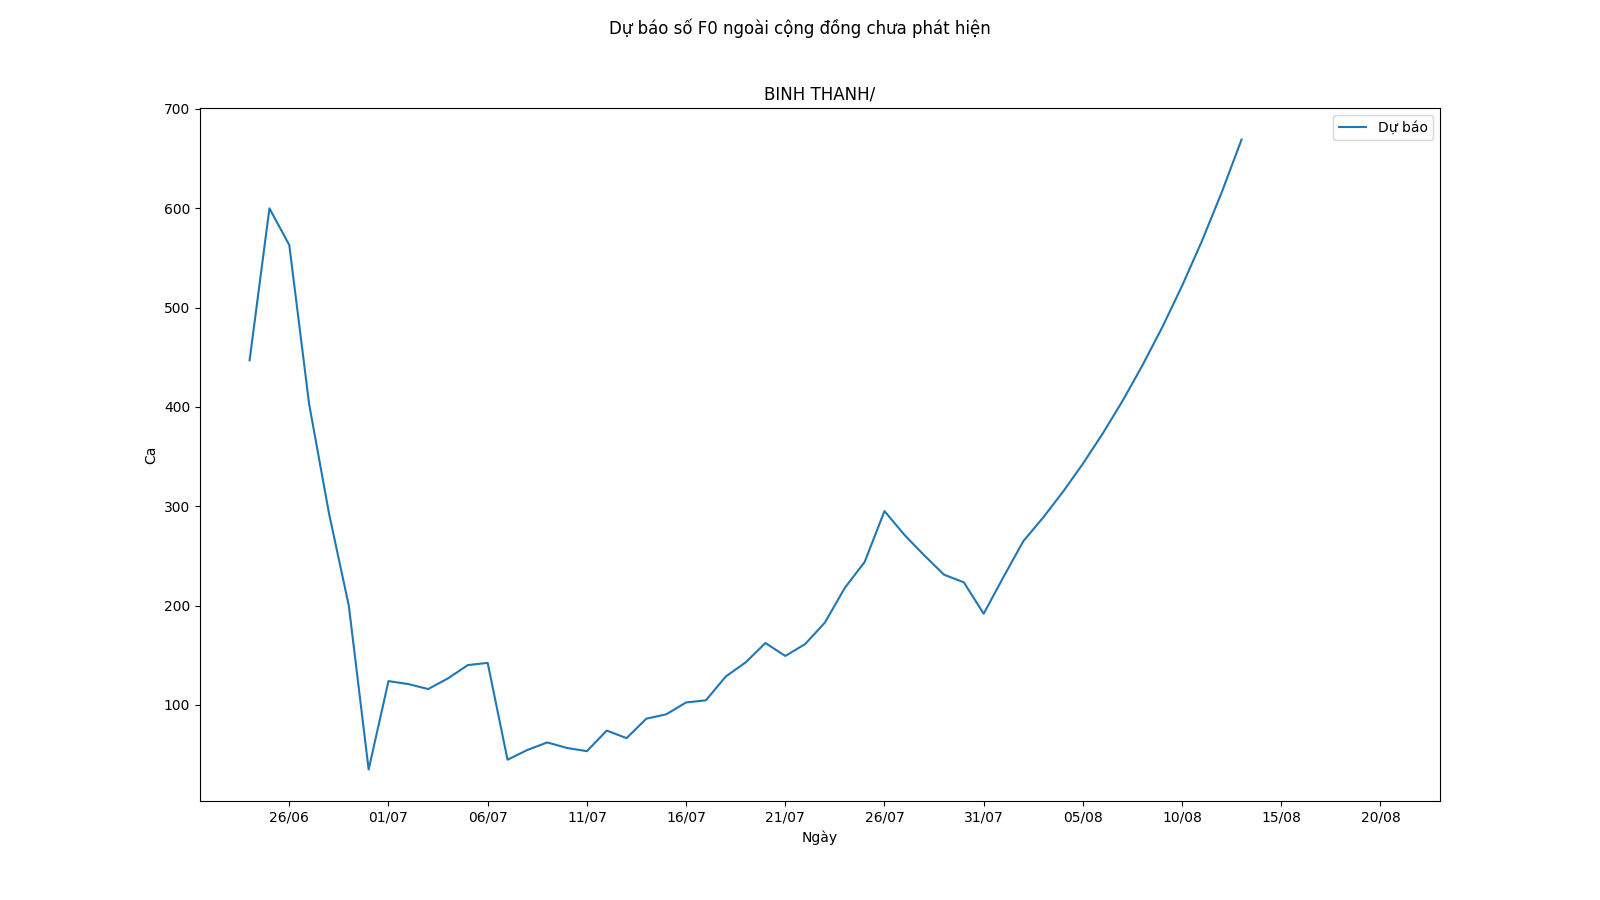 Dự báo số F0 ngoài cộng đồng chưa phát hiện
BINH THANH/
Dự báo
700
600
500
400
300
200
100
Ca
26/06 01/07 06/07 11/07 16/07 21/07 26/07 31/07 05/08 10/08 15/08 20/08
Ngày